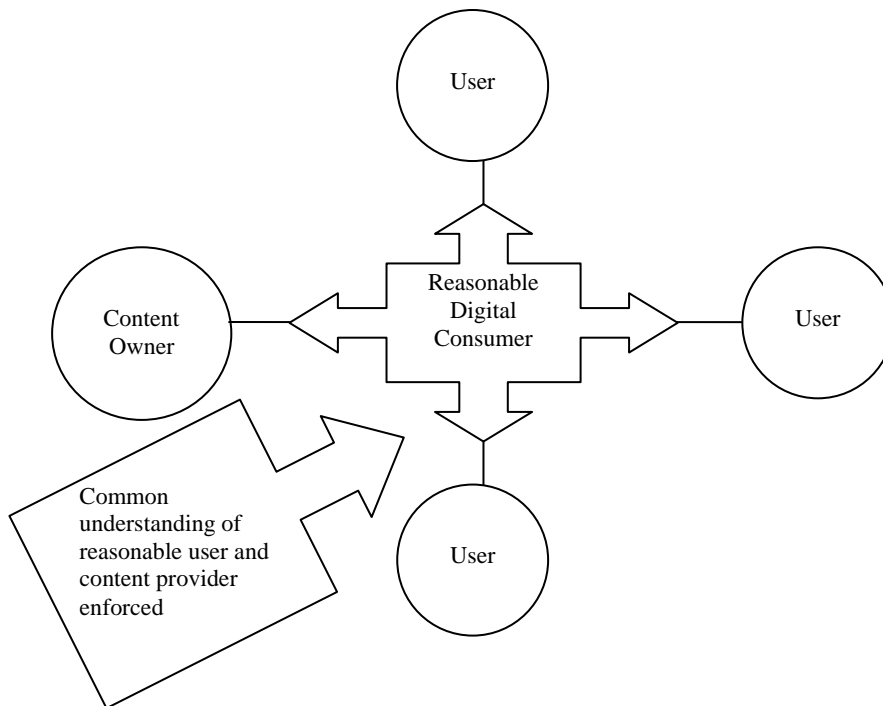 User
Reasonable
Digital
Consumer
Content
Owner
User
Common
understanding of
reasonable user and
content provider
enforced
User